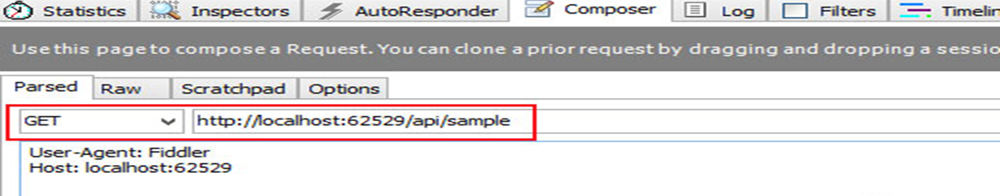 Statistics Inspectors AutoResponder Composer Log Filters Timelin
Use this page to compose a Request. You can clone a prior request by dragging and dropping a sessio
Parsed Raw Scratchpad Options
GET http://localhost:62529/api/sample
User-Agent: Fiddler
Host: localhost:62529